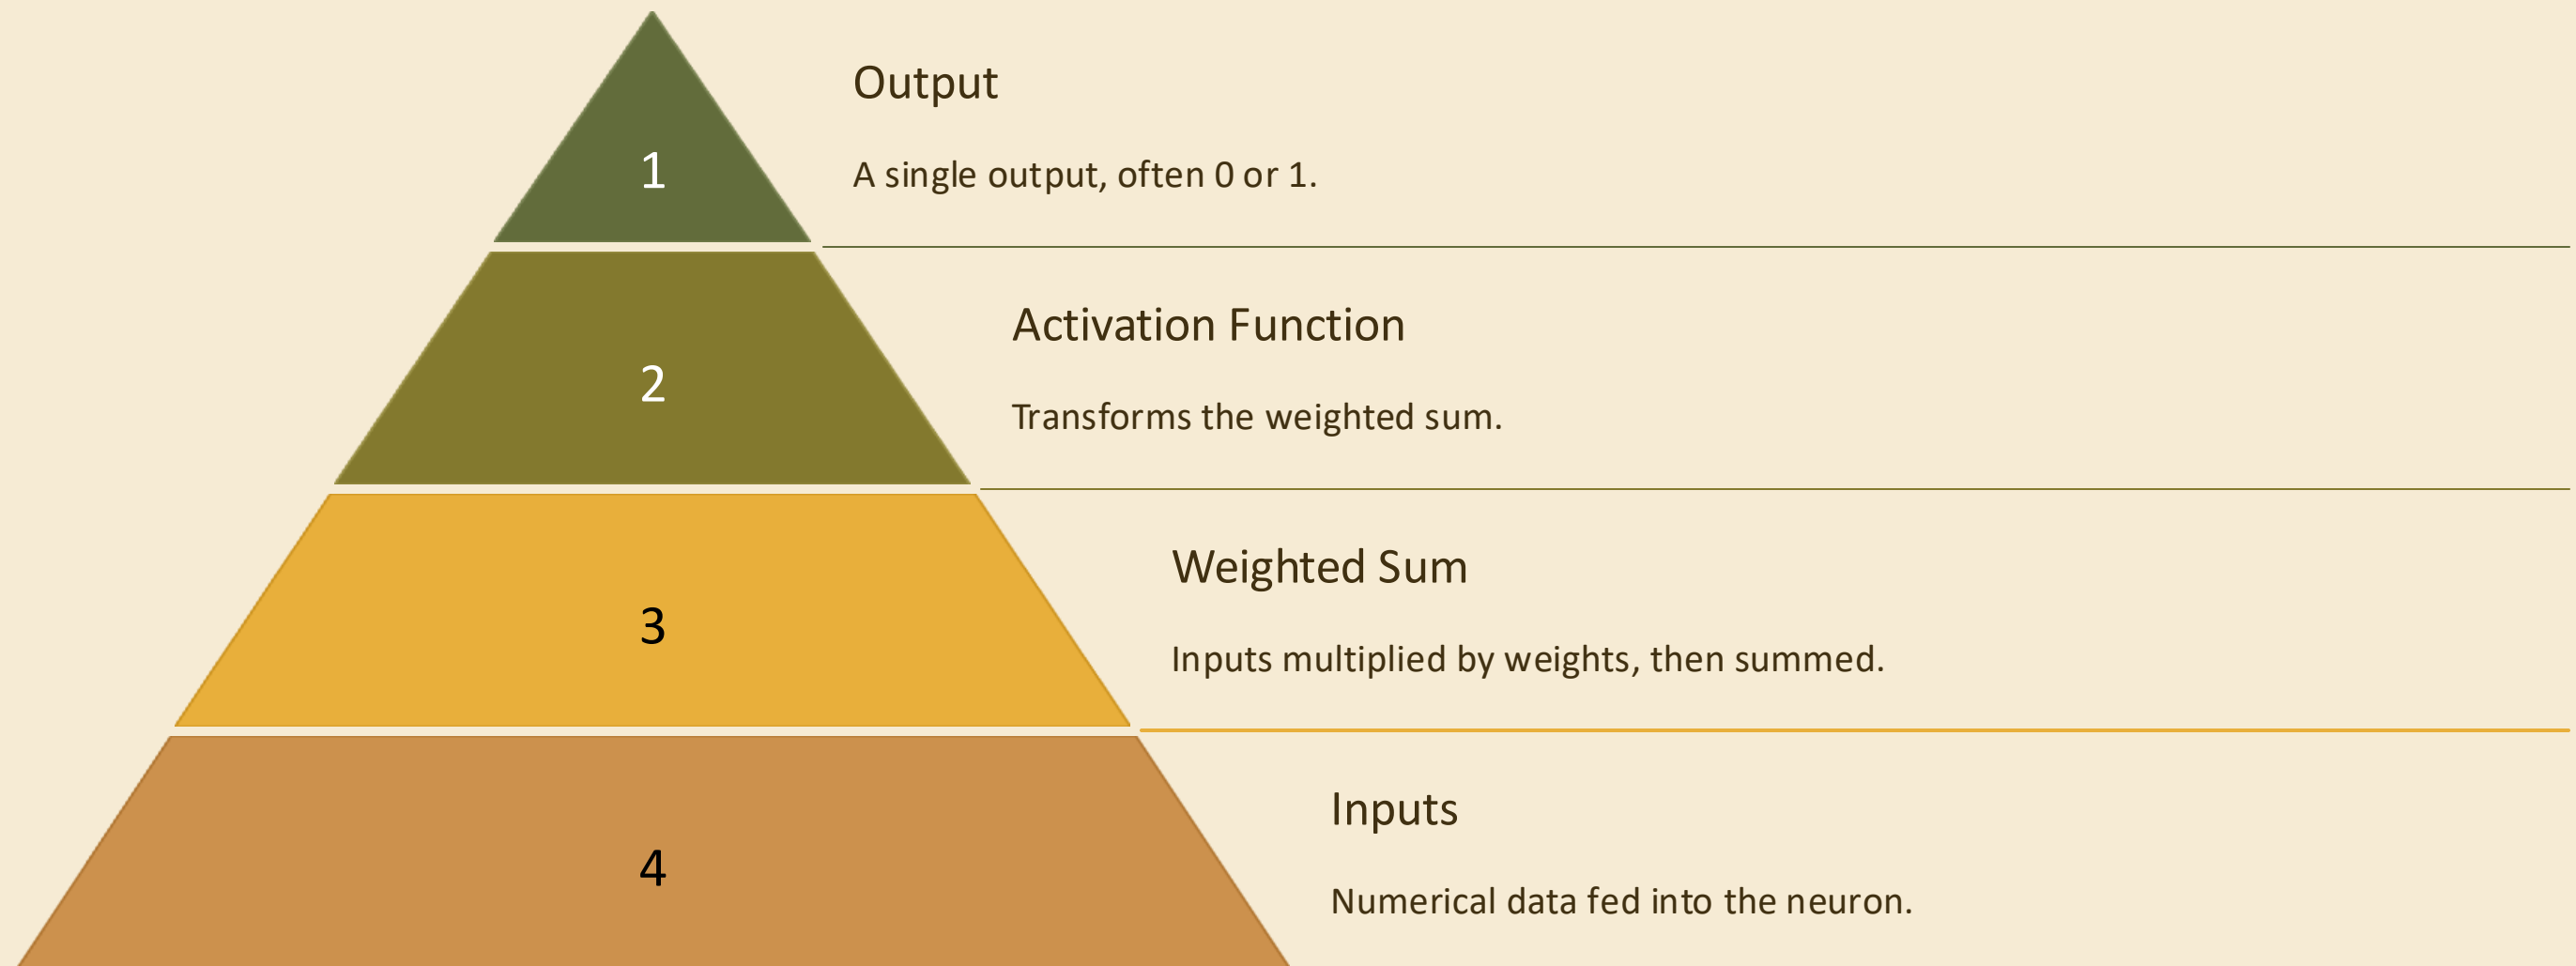 1
Output
A single output, often 0 or 1.
2
Activation Function
Transforms the weighted sum.
3
Weighted Sum
Inputs multiplied by weights, then summed.
4
Inputs
Numerical data fed into the neuron.